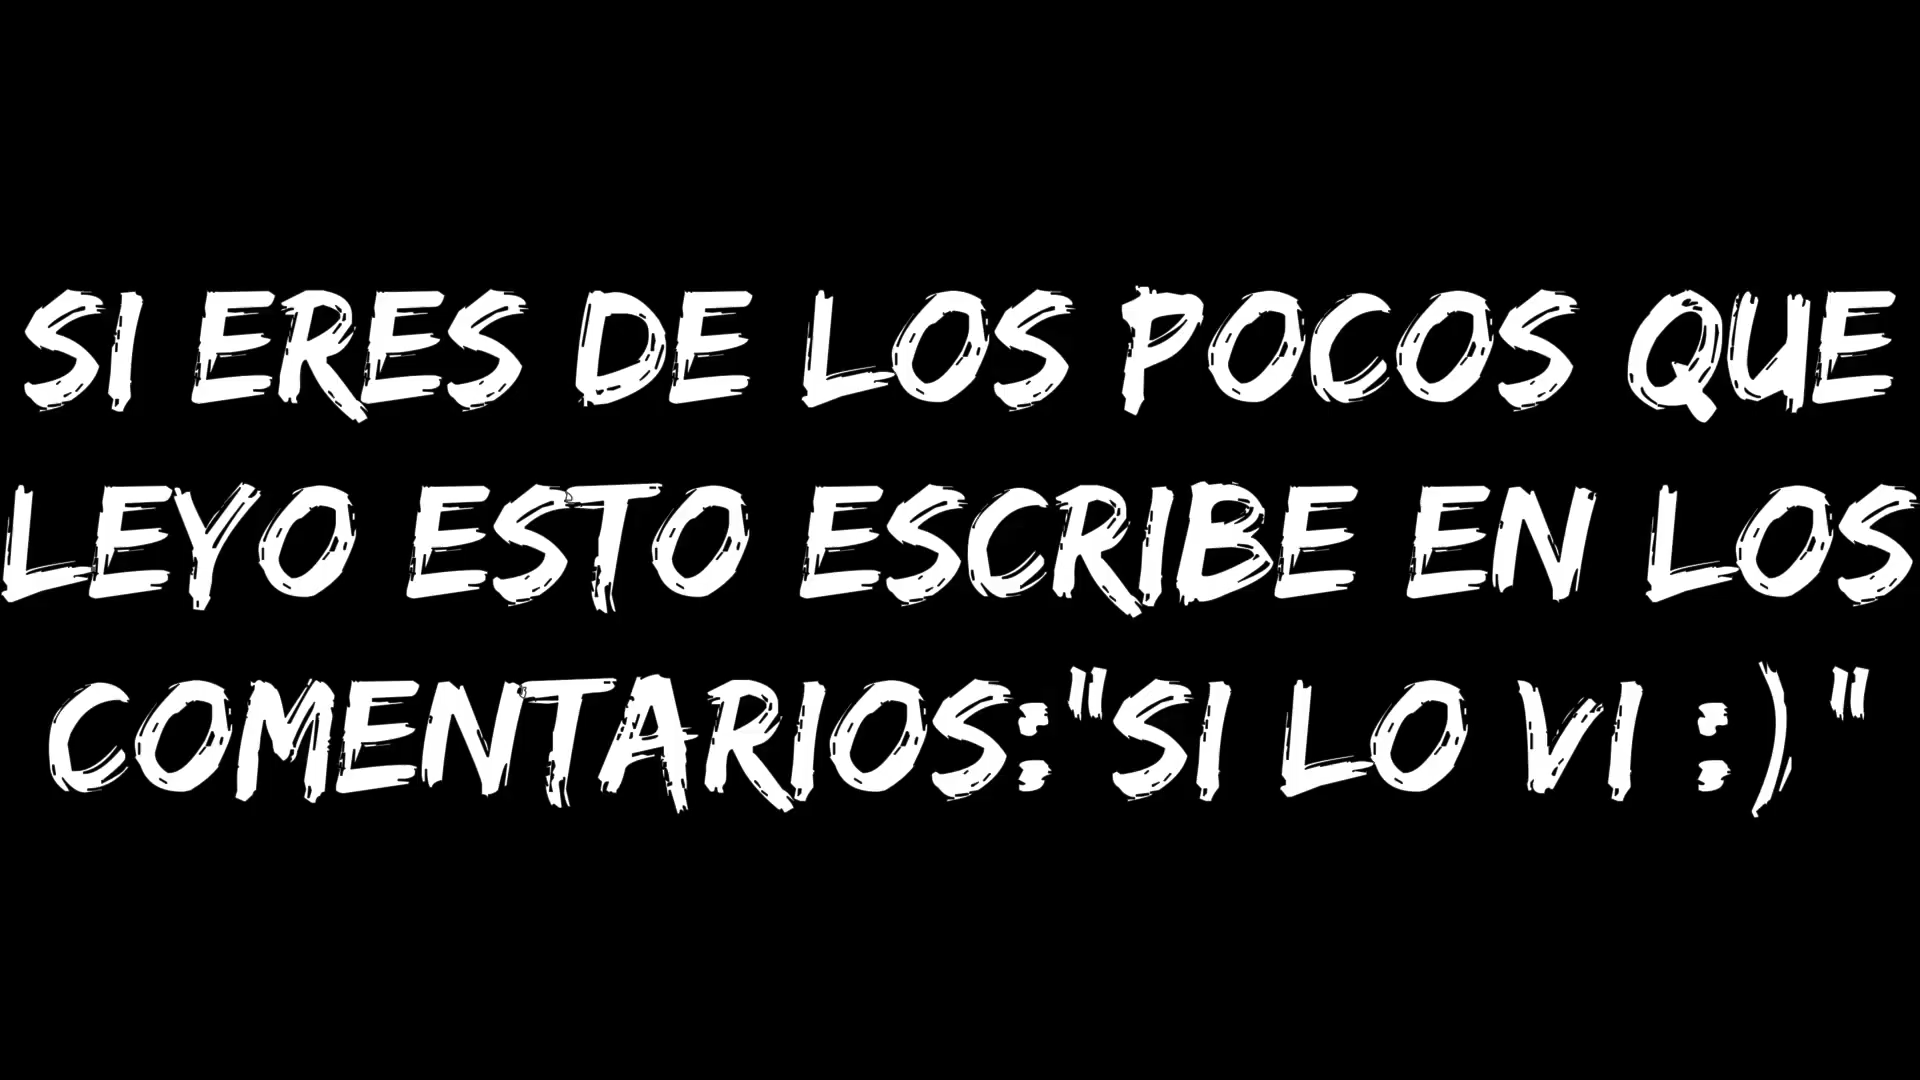 SI ERES DE LOS POCOS QUE
LEYO ESTO ESCRIBE EN LOS
COMENTARIOS:"SI LO VI :) "